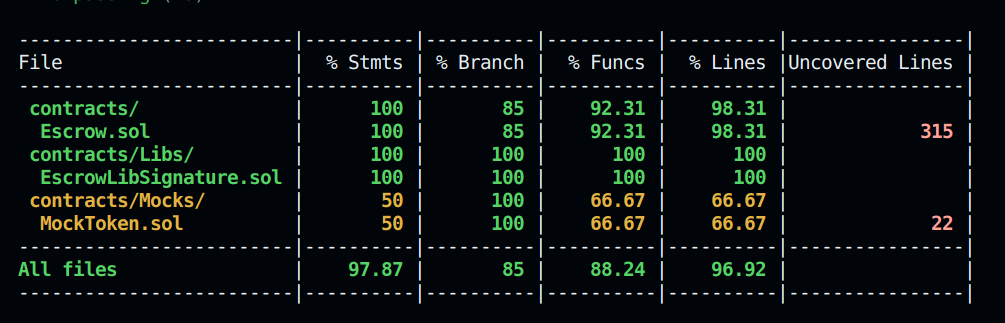 -------------------------|----------|----------|----------|----------|----------------|
File                     |  % Stmts | % Branch |  % Funcs |  % Lines |Uncovered Lines |
-------------------------|----------|----------|----------|----------|----------------|
 contracts/              |      100 |       85 |    92.31 |    98.31 |                |
  Escrow.sol             |      100 |       85 |    92.31 |    98.31 |            315 |
 contracts/Libs/         |      100 |      100 |      100 |      100 |                |
  EscrowLibSignature.sol |      100 |      100 |      100 |      100 |                |
 contracts/Mocks/        |       50 |      100 |    66.67 |    66.67 |                |
  MockToken.sol          |       50 |      100 |    66.67 |    66.67 |             22 |
-------------------------|----------|----------|----------|----------|----------------|
All files                |    97.87 |       85 |    88.24 |    96.92 |                |
-------------------------|----------|----------|----------|----------|----------------|